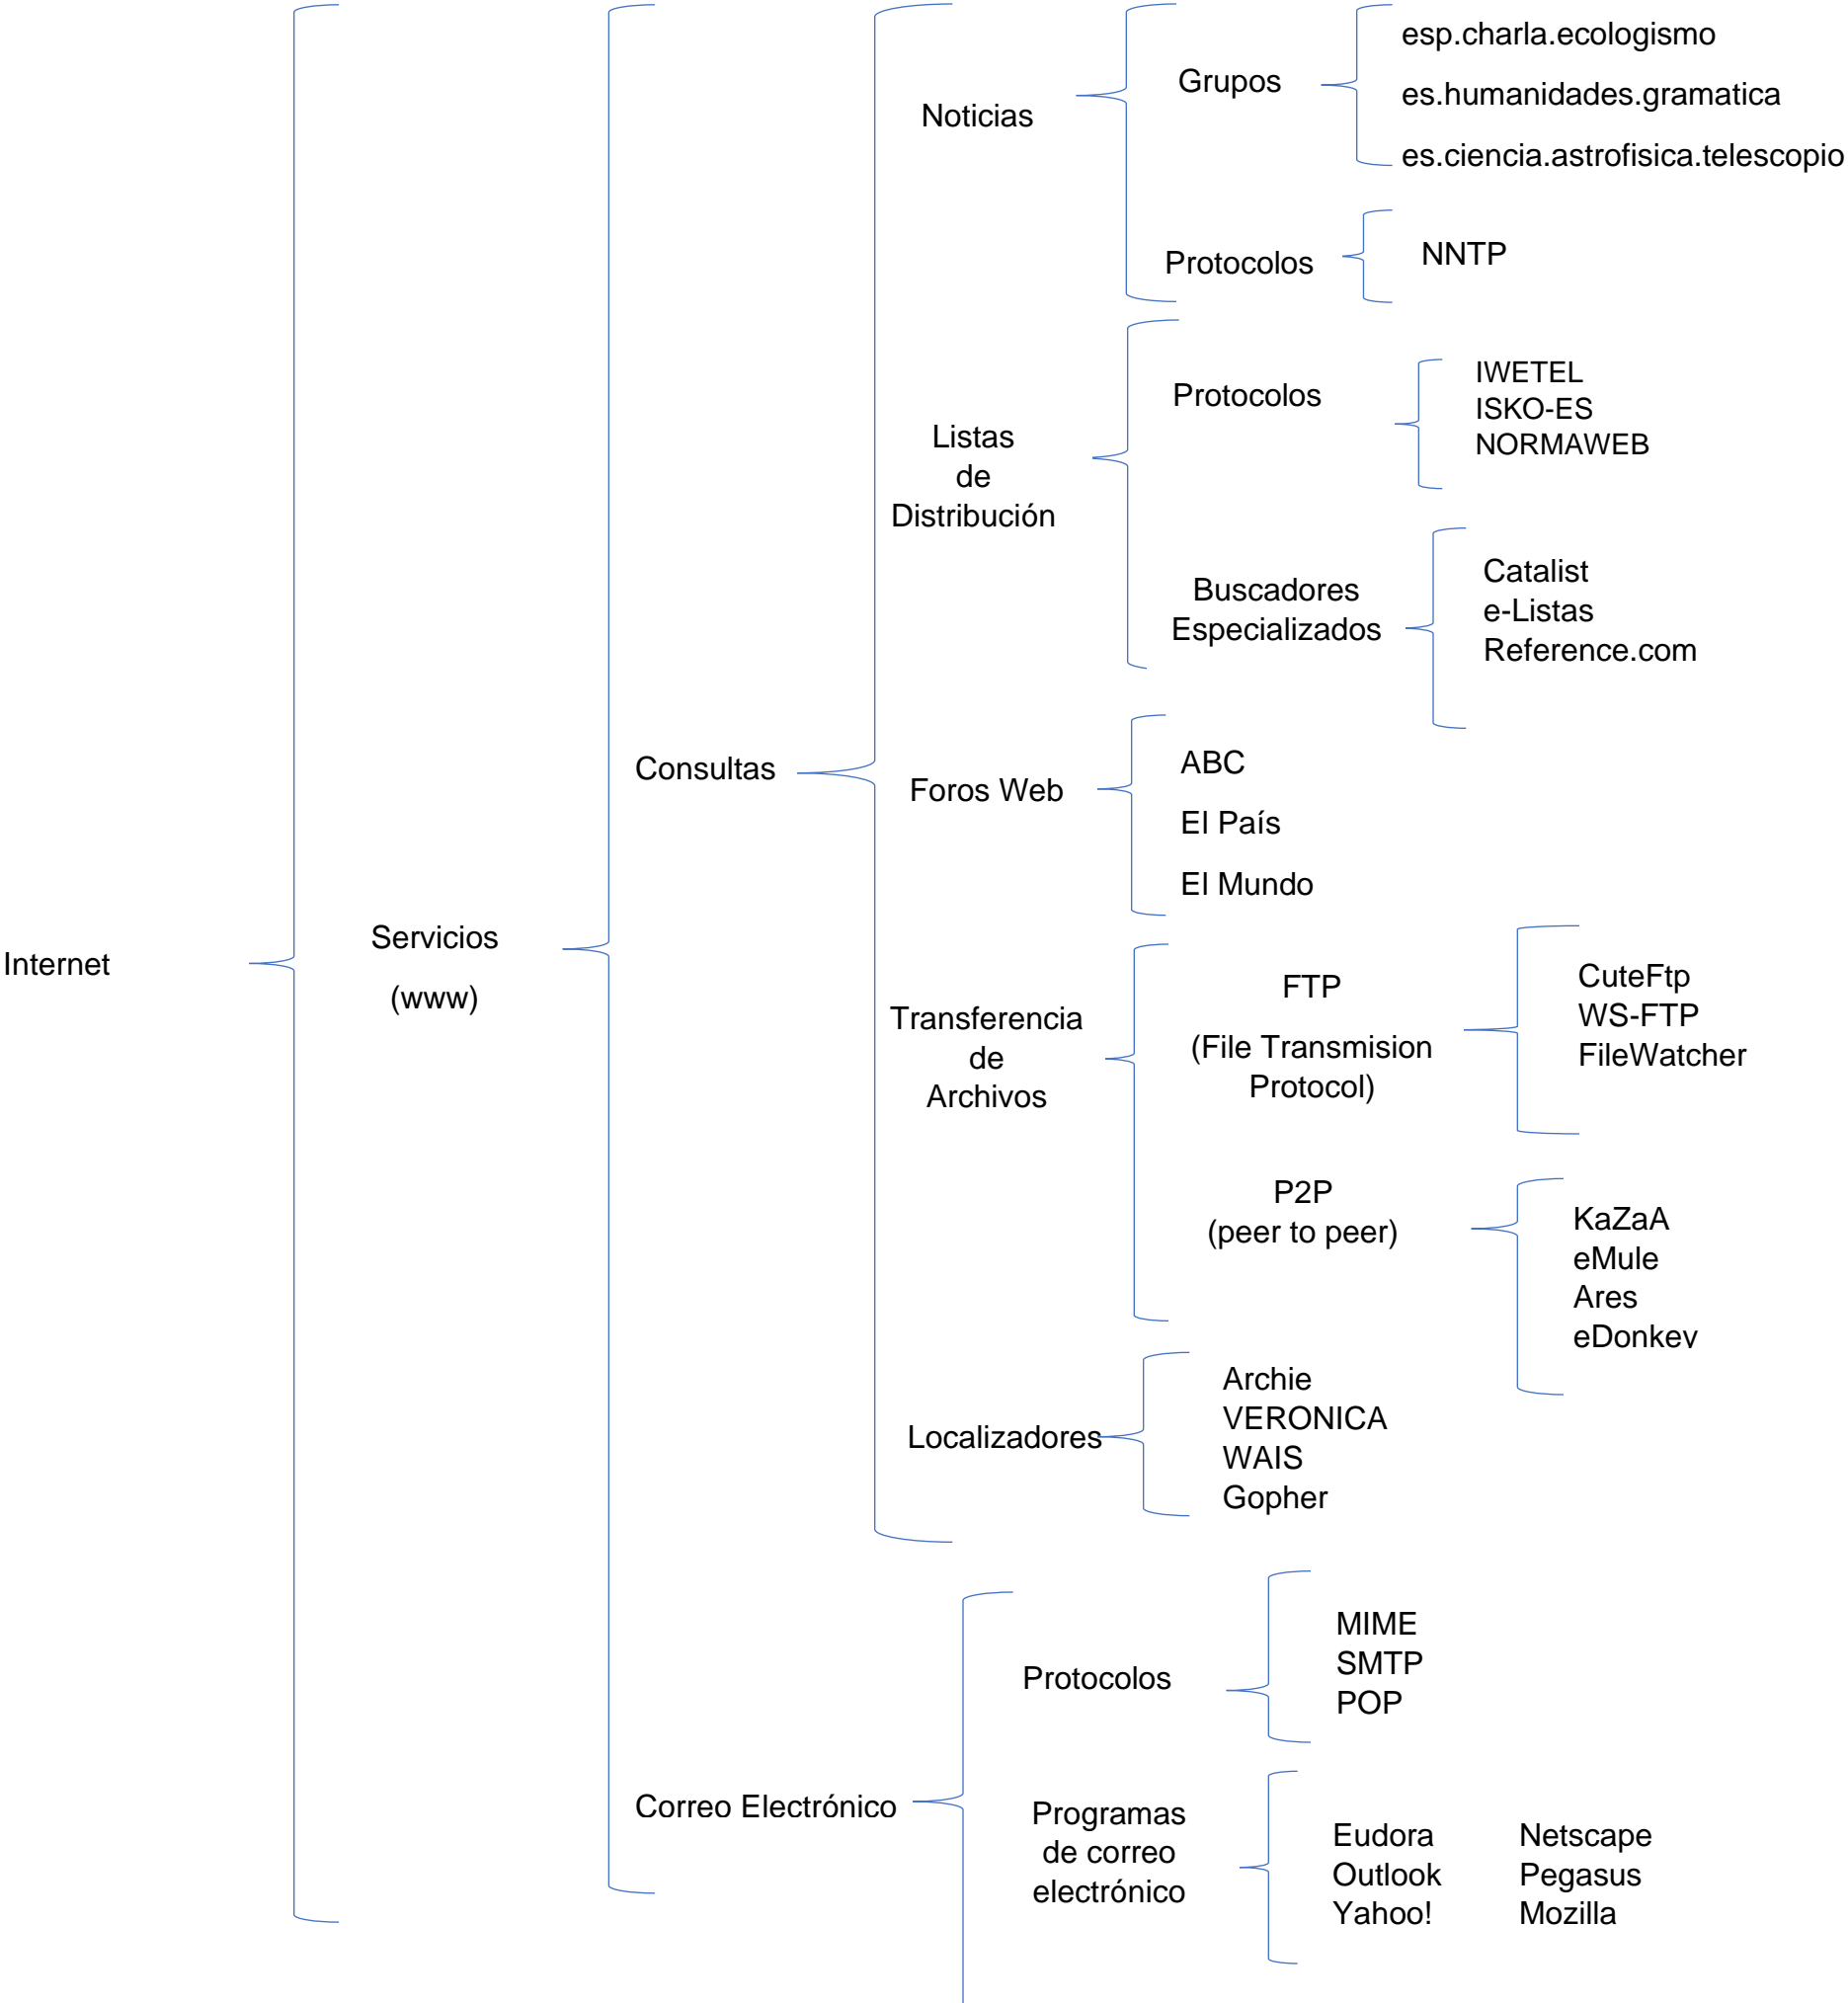 Internet
Servicios
(www)
Consultas
Noticias
Grupos
esp.charla.ecologismo
es.humanidades.gramatica
es.ciencia.astrofisica.telescopio
Protocolos
NNTP
Listas
de
Distribución
Protocolos
IWETEL
ISKO-ES
NORMAWEB
Buscadores
Especializados
Catalist
e-Listas
Reference.com
Foros Web
ABC
El País
El Mundo
Transferencia
de
Archivos
FTP
(File Transmision
Protocol)
CuteFtp
WS-FTP
FileWatcher
P2P
(peer to peer)
KaZaA
eMule
Ares
eDonkey
Localizadores
Archie
VERONICA
WAIS
Gopher
Correo Electrónico
Protocolos
MIME
SMTP
POP
Programas
de correo
electrónico
Eudora
Outlook
Yahoo!
Netscape
Pegasus
Mozilla